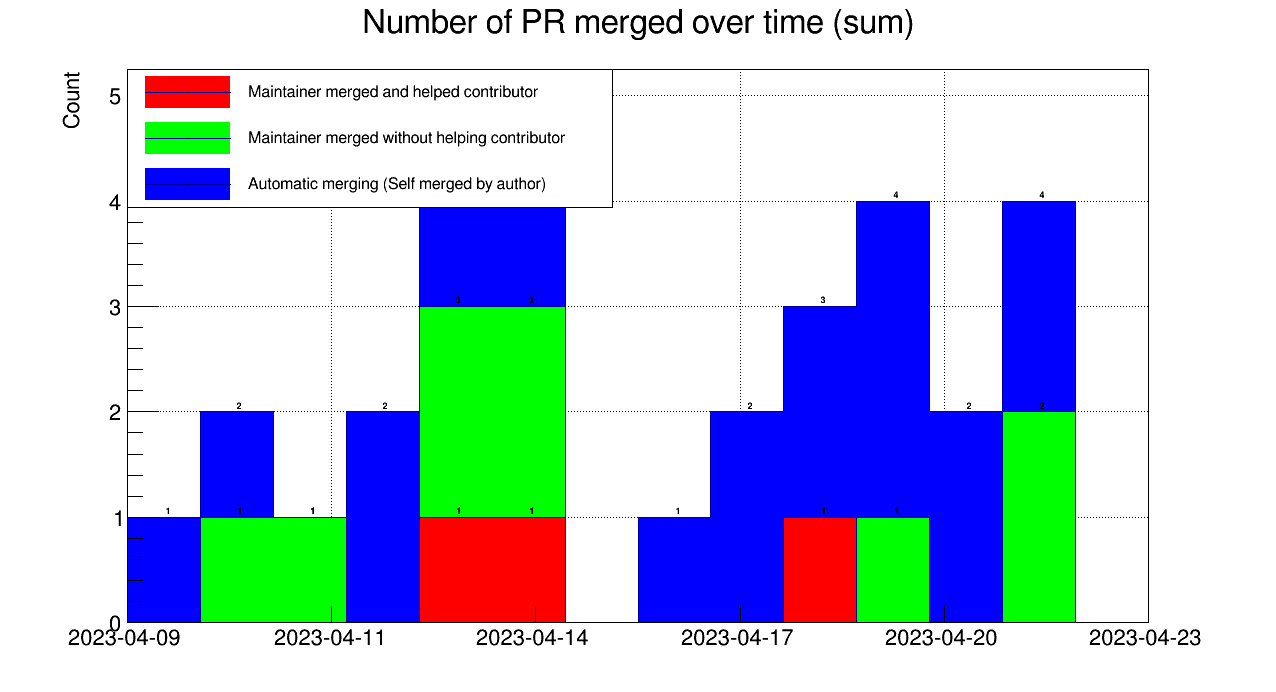 Number of PR merged over time (sum)
Count
Maintainer merged and helped contributor
Maintainer merged without helping contributor
Automatic merging (Self merged by author)
5
4
3
2
1
0
4 4
3 3 3
2 2 2 2 2
1 1 1 1 1 1 1 1
2023-04-09 2023-04-11 2023-04-14 2023-04-17 2023-04-20 2023-04-23